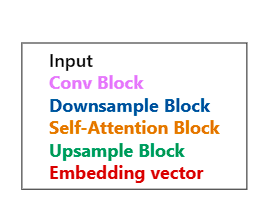 Input
Conv Block
Downsample Block
Self-Attention Block
Upsample Block
Embedding vector